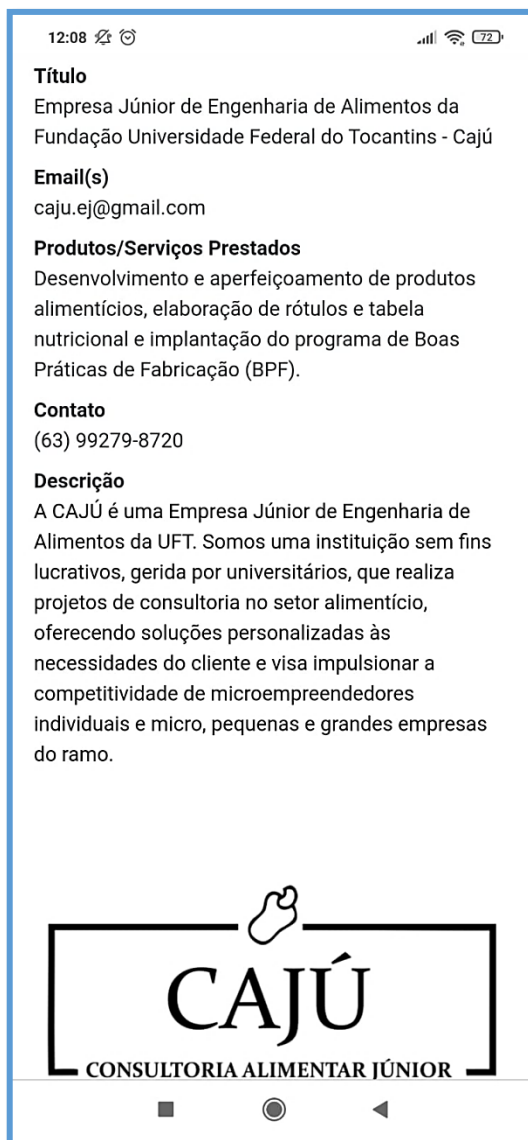 12:08
72
Título
Empresa Júnior de Engenharia de Alimentos da
Fundação Universidade Federal do Tocantins - Cajú
Email(s)
caju.ej@gmail.com
Produtos/Serviços Prestados
Desenvolvimento e aperfeiçoamento de produtos
alimentícios, elaboração de rótulos e tabela
nutricional e implantação do programa de Boas
Práticas de Fabricação (BPF).
Contato
(63) 99279-8720
Descrição
A CAJÚ é uma Empresa Júnior de Engenharia de
Alimentos da UFT. Somos uma instituição sem fins
lucrativos, gerida por universitários, que realiza
projetos de consultoria no setor alimentício,
oferecendo soluções personalizadas às
necessidades do cliente e visa impulsionar a
competitividade de microempreendedores
individuais e micro, pequenas e grandes empresas
do ramo.
CAJÚ
CONSULTORIA ALIMENTAR JÚNIOR